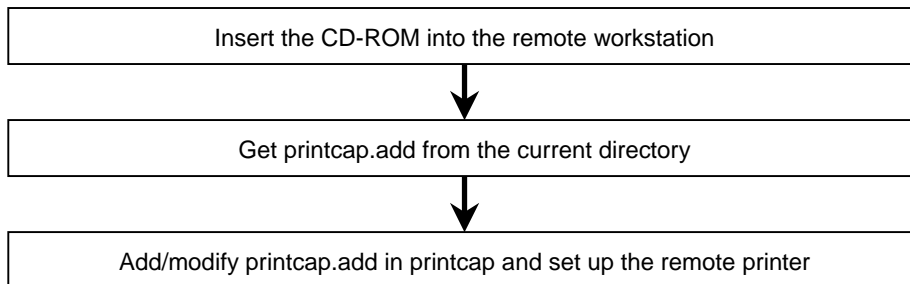 Insert the CD-ROM into the remote workstation
Get printcap.add from the current directory
Add/modify printcap.add in printcap and set up the remote printer